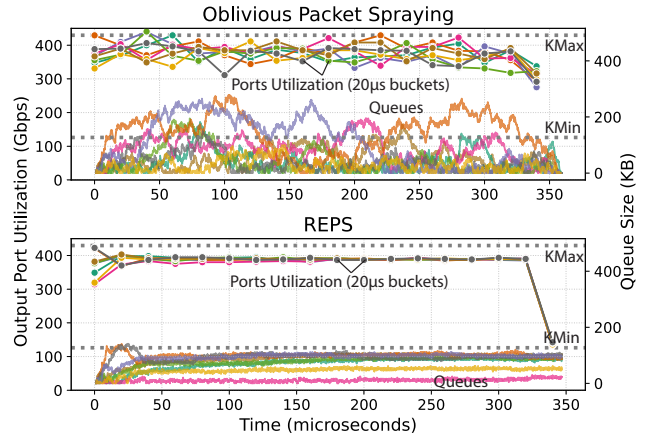 Oblivious Packet Spraying
400
300
200
100
0
KMax
400
Ports Utilization (20µs buckets)
Queues
200
KMin
0
0 50 100 150 200 250 300 350
REPS
400
300
200
100
0
KMax
400
Ports Utilization (20µs buckets)
200
KMin
Queues
0
0 50 100 150 200 250 300 350
Time (microseconds)
Output Port Utilization (Gbps)
Queue Size (KB)